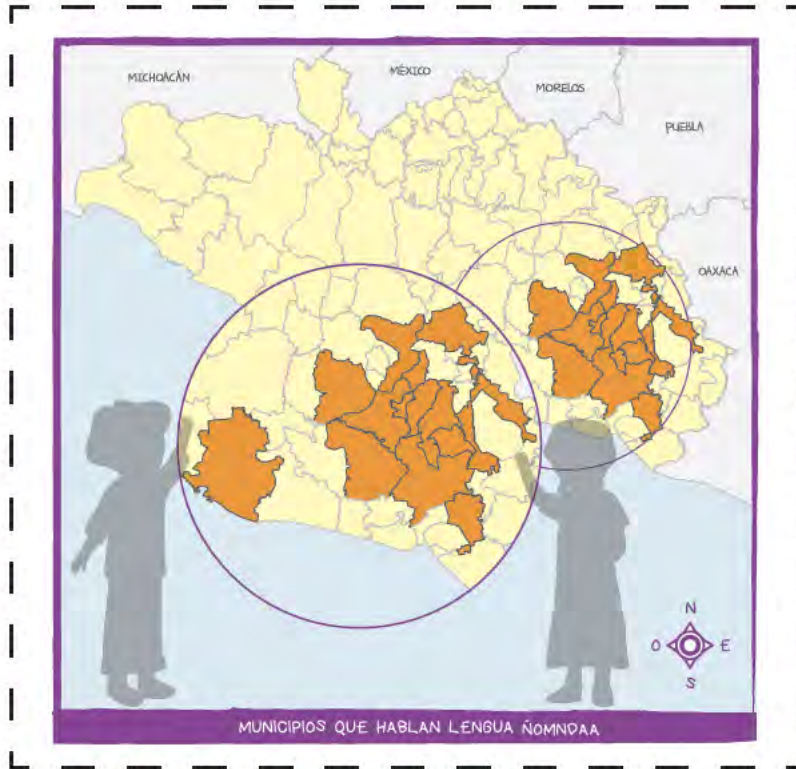 MICHOACÁN
MÉXICO
MORELOS
PUEBLA
OAXACA
N
O E
S
MUNICIPIOS QUE HABLAN LENGUA ÑOMNDAA